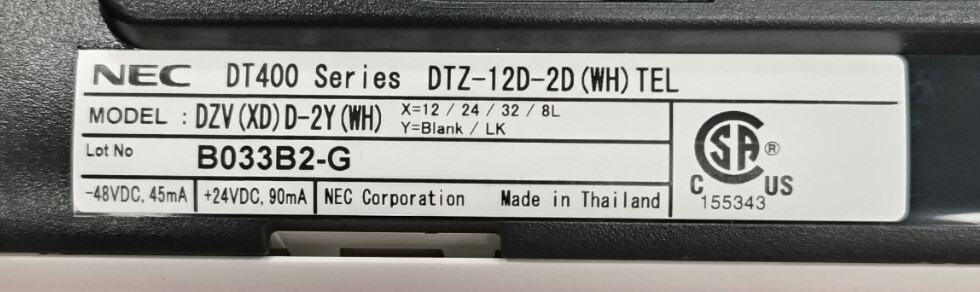 NEC DT400 Series DTZ-12D-2D(WH)TEL
MODEL : DZV(XD)D-2Y(WH) X=12 / 24 / 32 / 8L
Y=Blank / LK
Lot No B033B2-G
-48VDC, 45mA +24VDC, 90mA NEC Corporation Made in Thailand
CSA®
C US
155343